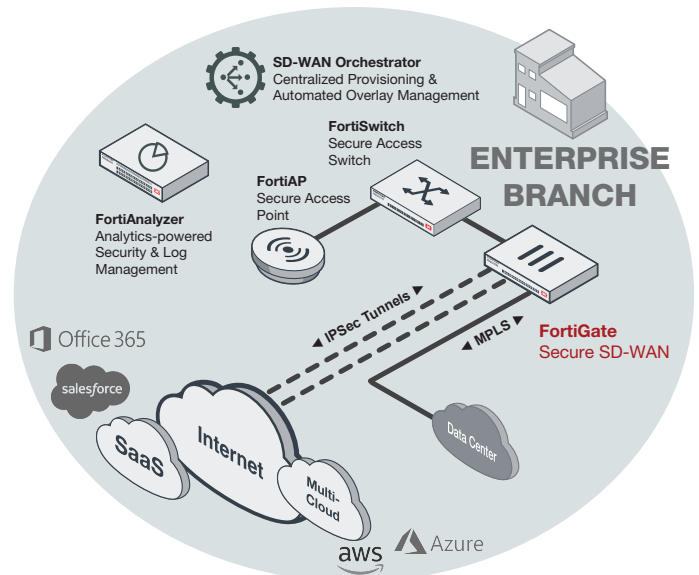 SD-WAN Orchestrator
Centralized Provisioning &
Automated Overlay Management
FortiSwitch
Secure Access
Switch
ENTERPRISE
BRANCH
FortiAP
Secure Access
Point
FortiAnalyzer
Analytics-powered
Security & Log
Management
IPSec Tunnels
MPLS
FortiGate
Secure SD-WAN
Office 365
salesforce
SaaS
Internet
Multi-
Cloud
Data Center
aws
Azure